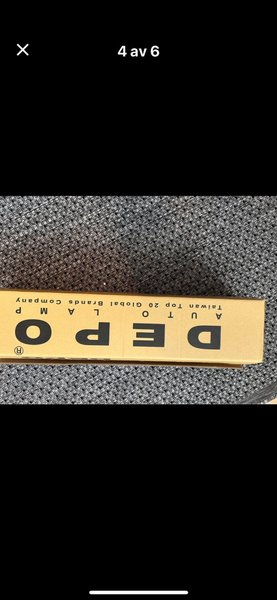 4 av 6
DEPO®
AUTO LAMP
Taiwan Top 20 Global Brands Company